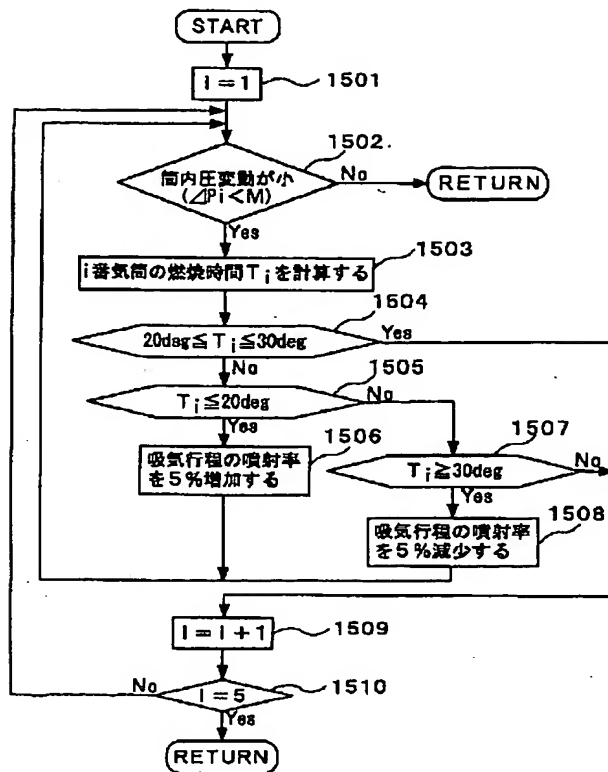 START
I=1
1501
1502.
筒内圧変動が小
(⊿Pi<M)
No
RETURN
Yes
1503
i番気筒の燃焼時間Tiを計算する
1504
20deg≦Ti≦30deg
Yes
No
1505
Ti≦20deg
No
Yes
1506
1507
吸気行程の噴射率
を5%増加する
Ti≧30deg
No
Yes
1508
吸気行程の噴射率
を5%減少する
I=I+1
1509
No
I=5
1510
Yes
RETURN